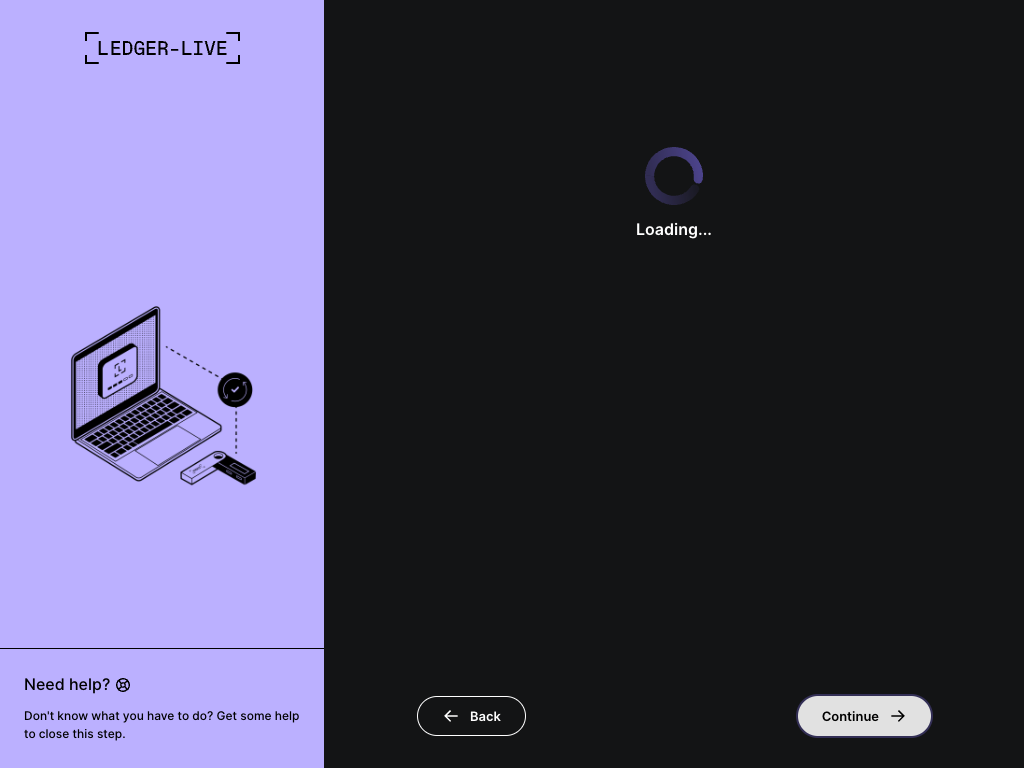 LEDGER-LIVE
Loading...
Need help?
Don't know what you have to do? Get some help
to close this step.
Back
Continue